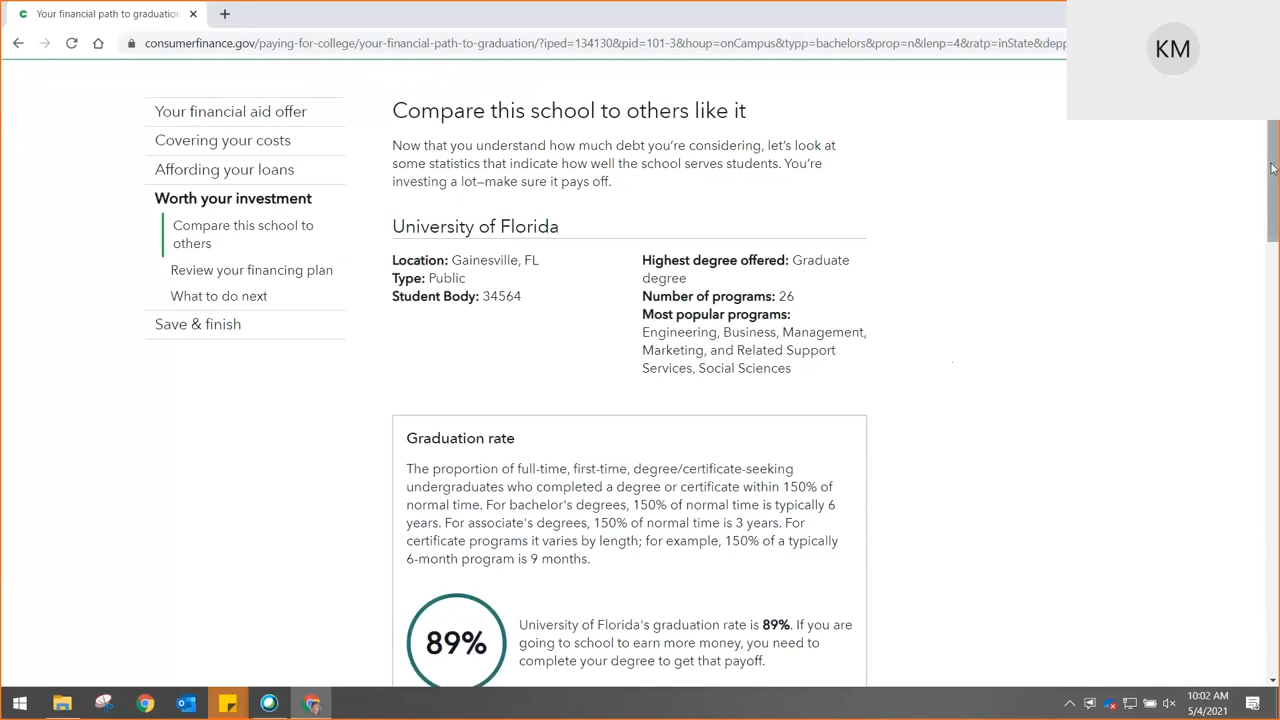 Your financial path to graduation
consumerfinance.gov/paying-for-college/your-financial-path-to-graduation/?iped=134130&pid=101-3&houp=onCampus&typp=bachelors&prop=n&lenp=4&ratp=inState&depp
KM
Your financial aid offer
Covering your costs
Affording your loans
Worth your investment
Compare this school to
others
Review your financing plan
What to do next
Save & finish
Compare this school to others like it
Now that you understand how much debt you're considering, let's look at
some statistics that indicate how well the school serves students. You're
investing a lot—make sure it pays off.
University of Florida
Location: Gainesville, FL
Type: Public
Student Body: 34564
Highest degree offered: Graduate
degree
Number of programs: 26
Most popular programs:
Engineering, Business, Management,
Marketing, and Related Support
Services, Social Sciences
Graduation rate
The proportion of full-time, first-time, degree/certificate-seeking
undergraduates who completed a degree or certificate within 150% of
normal time. For bachelor's degrees, 150% of normal time is typically 6
years. For associate's degrees, 150% of normal time is 3 years. For
certificate programs it varies by length; for example, 150% of a typically
6-month program is 9 months.
89%
University of Florida's graduation rate is 89%. If you are
going to school to earn more money, you need to
complete your degree to get that payoff.
10:02 AM
5/4/2021